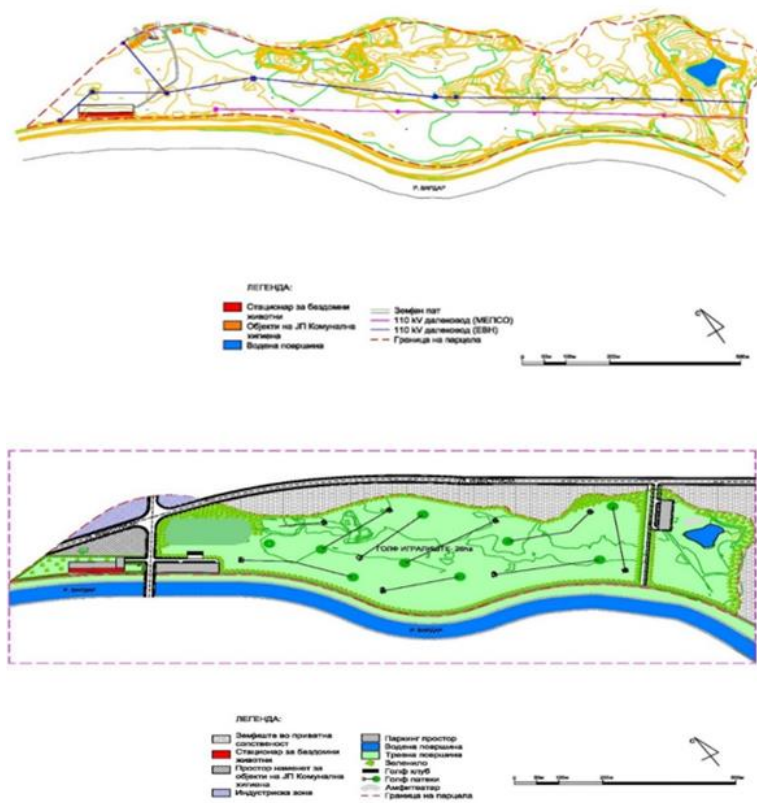 Р. ВАРДАР
ЛЕГЕНДА:
Стационар за бездомни
животни
Објекти на ЈП Комунална
хигиена
Водена површина
Земјен пат
110 kV далековод (МЕПСО)
110 kV далековод (ЕВН)
Граница на парцела
ГОЛФ ИГРАЛИШТЕ
Р. ВАРДАР
Р. ВАРДАР
ЛЕГЕНДА:
Земјиште во приватна
сопственост
Стационар за бездомни
животни
Простор наменет за
објекти на ЈП Комунална
хигиена
Индустриска зона
Паркинг простор
Водена површина
Тревна површина
Зеленило
Голф клуб
Голф патеки
Амфитеатар
Граница на парцела